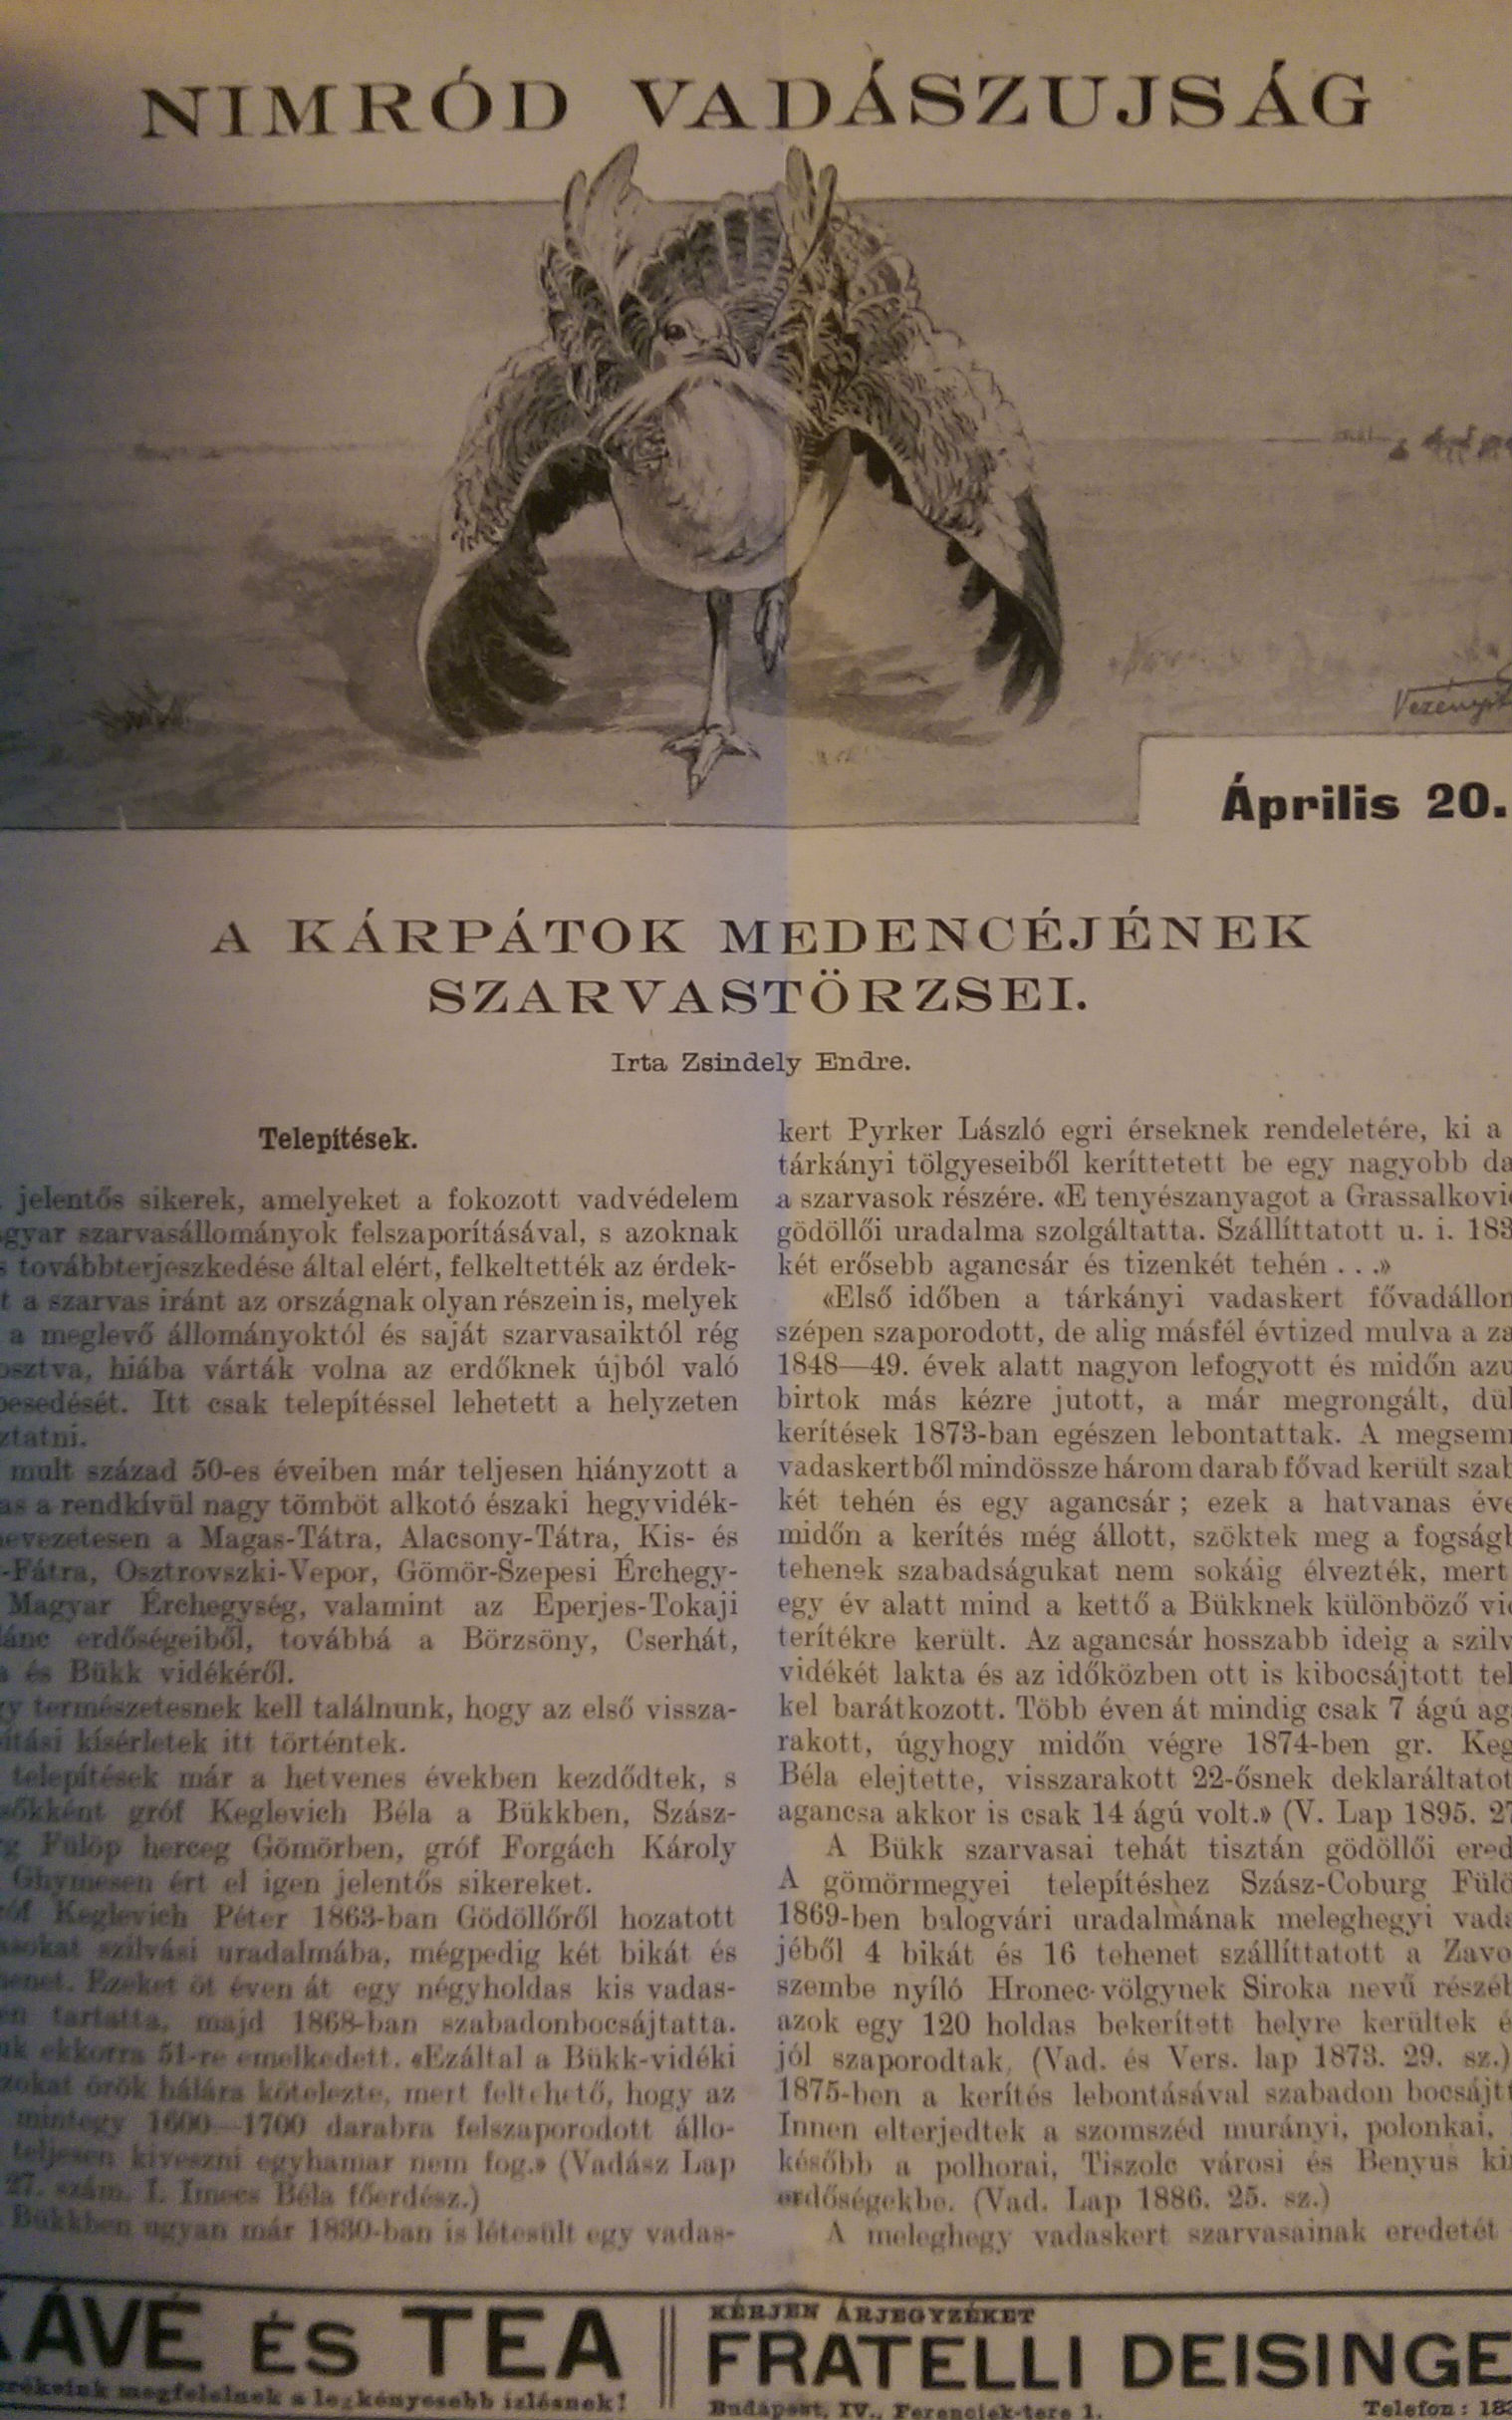 NIMRÓD VADÁSZUJSÁG
Április 20.
A KÁRPÁTOK MEDENCÉJÉNEK
SZARVASTÖRZSEI.
Irta Zsindely Endre.
Telepítések.
jelentős sikerek, amelyeket a fokozott vadvédelem
szarvasállományok felszaporításával, s azoknak
továbbterjeszkedése által elért, felkeltették az érdek-
a szarvas iránt az országnak olyan részein is, melyek
a meglevő állományoktól és saját szarvasaiktól rég
hiába várták volna az erdőknek újból való
Itt csak telepítéssel lehetett a helyzeten
mult század 50-es éveiben már teljesen hiányzott a
a rendkívül nagy tömböt alkotó északi hegyvidék-
a Magas-Tátra, Alacsony-Tátra, Kis- és
-Fátra, Osztrovszki-Vepor, Gömör-Szepesi Érchegy-
Magyar Érchegység, valamint az Eperjes-Tokaji
erdőségeiből, továbbá a Börzsöny, Cserhát,
és Bükk vidékéről.
természetesnek kell találnunk, hogy az első vissza-
kísérletek itt történtek.
telepítések már a hetvenes években kezdődtek, s
gróf Keglevich Béla a Bükkben, Szász-
Fülöp herceg Gömörben, gróf Forgách Károly
Ghymesen ért el igen jelentős sikereket.
Keglevich Péter 1863-ban Gödöllőről hozatott
szilvási uradalmába, mégpedig két bikát és
Ezeket öt éven át egy négyholdas kis vadas-
tartatta, majd 1868-ban szabadonbocsájtatta.
ekkorra 51-re emelkedett. «Ezáltal a Bükk-vidéki
örök hálára kötelezte, mert feltehető, hogy az
mintegy 1600—1700 darabra felszaporodott állo-
teljesen kiveszni egyhamar nem fog.» (Vadász Lap
27. szám. I. Imecs Béla főerdész.)
Bükkben ugyan már 1830-ban is létesült egy vadas-
kert Pyrker László egri érseknek rendeletére, ki a
tárkányi tölgyeseiből keríttetett be egy nagyobb
a szarvasok részére. «E tenyészanyagot a
gödöllői uradalma szolgáltatta. Szállíttatott u. i.
két erősebb agancsár és tizenkét tehén . . .»
«Első időben a tárkányi vadaskert
szépen szaporodott, de alig másfél évtized mulva a
1848—49. évek alatt nagyon lefogyott és midőn
birtok más kézre jutott, a már megrongált,
kerítések 1873-ban egészen lebontattak. A
vadaskertből mindössze három darab fővad került
két tehén és egy agancsár ; ezek a hatvanas
midőn a kerítés még állott, szöktek meg a
tehenek szabadságukat nem sokáig élvezték, mert
egy év alatt mind a kettő a Bükknek különböző
terítékre került. Az agancsár hosszabb ideig a
vidékét lakta és az időközben ott is kibocsájtott
kel barátkozott. Több éven át mindig csak 7 ágú
rakott, úgyhogy midőn végre 1874-ben gr.
Béla elejtette, visszarakott 22-ősnek
agancsa akkor is csak 14 ágú volt.» (V. Lap 1895.
A Bükk szarvasai tehát tisztán gödöllői
A gömörmegyei telepítéshez Szász-Coburg
1869-ben balogvári uradalmának meleghegyi
jéből 4 bikát és 16 tehenet szállíttatott a
szembe nyíló Hronec-völgynek Siroka nevű
azok egy 120 holdas bekerített helyre kerültek
jól szaporodtak. (Vad. és Vers. lap 1873. 29. sz.)
1875-ben a kerítés lebontásával szabadon
Innen elterjedtek a szomszéd murányi, polonkai,
később a polhorai, Tiszolc városi és Benyus
erdőségekbe. (Vad. Lap 1886. 25. sz.)
A meleghegy vadaskert szarvasainak eredetét
KÁVÉ ÉS TEA
megfelelnek a legkényesebb izlésnek!
KÉRJEN ÁRJEGYZÉKET
FRATELLI
Budapest, IV., Ferenciek-tere 1.
Telefon :